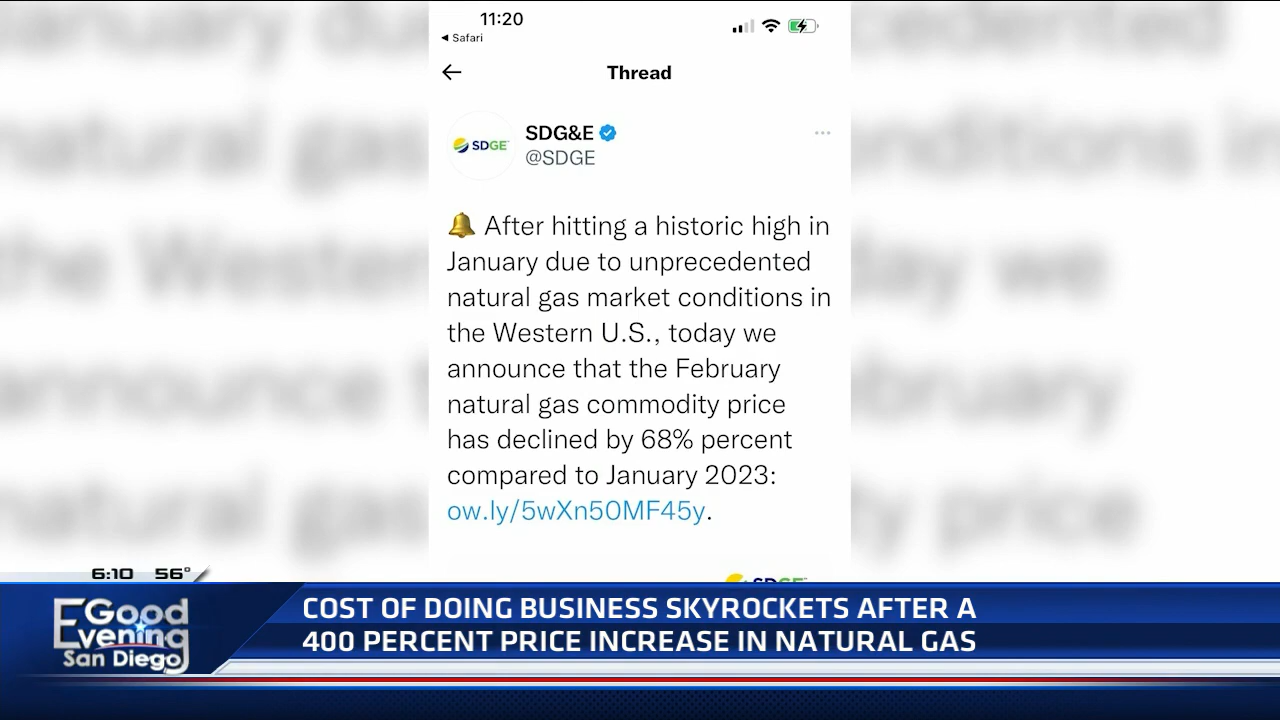 11:20
◄ Safari
Thread
SDGE
SDG&E
@SDGE
🔔 After hitting a historic high in
January due to unprecedented
natural gas market conditions in
the Western U.S., today we
announce that the February
natural gas commodity price
has declined by 68% percent
compared to January 2023:
ow.ly/5wXn50MF45y.
SDGE
6:10 56°
Good
Evening
San Diego
COST OF DOING BUSINESS SKYROCKETS AFTER A
400 PERCENT PRICE INCREASE IN NATURAL GAS